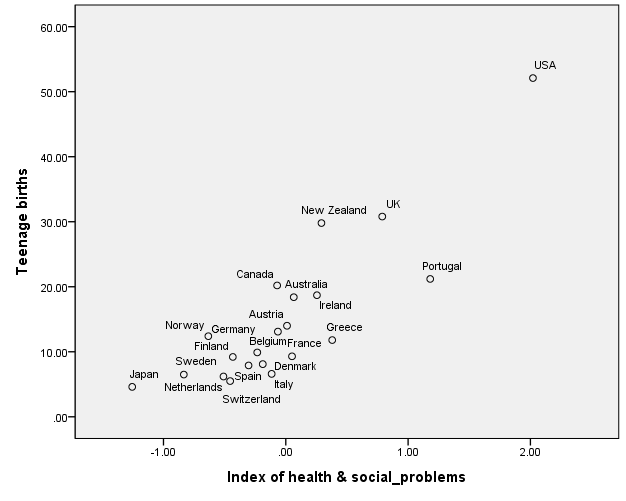 60.00
50.00
40.00
30.00
20.00
10.00
.00
Teenage births
USA
New Zealand
UK
Portugal
Canada
Australia
Ireland
Austria
Greece
Norway
Germany
Belgium
France
Finland
Sweden
Spain
Denmark
Japan
Netherlands
Italy
Switzerland
-1.00
.00
1.00
2.00
Index of health & social_problems